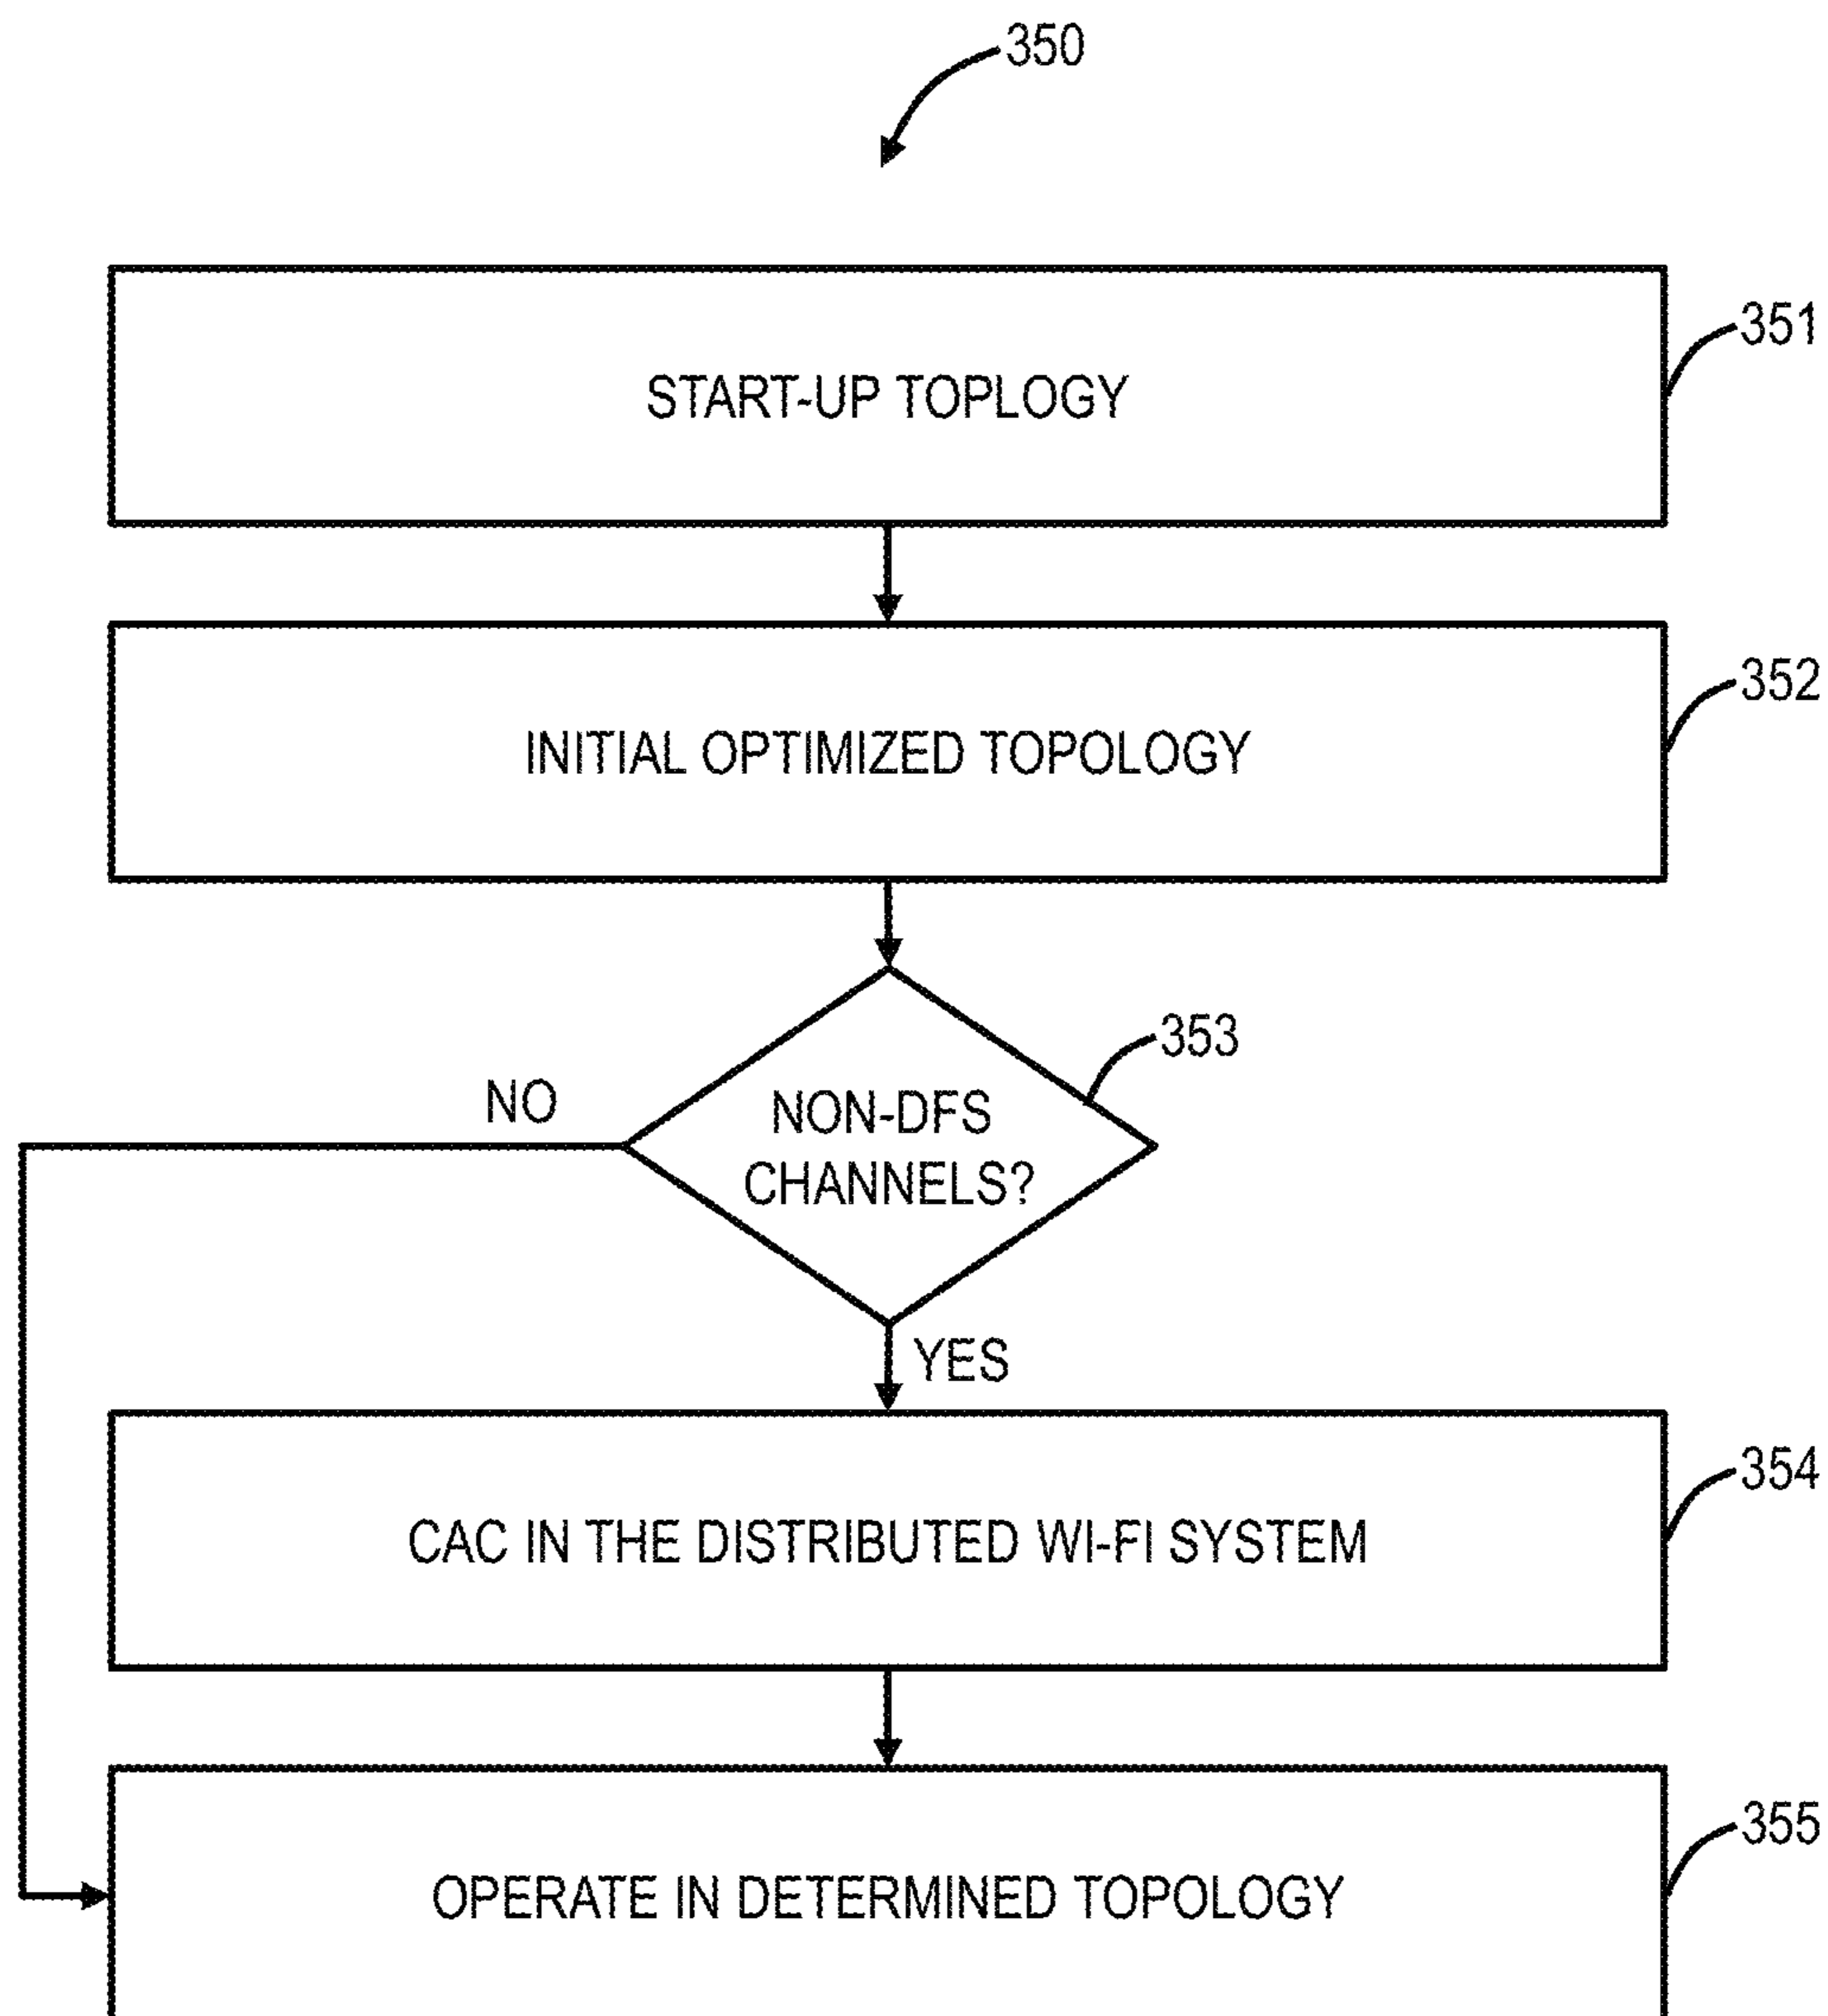 350
START-UP TOPLOGY
351
INITIAL OPTIMIZED TOPOLOGY
352
353
NON-DFS
CHANNELS?
NO
YES
CAC IN THE DISTRIBUTED WI-FI SYSTEM
354
OPERATE IN DETERMINED TOPOLOGY
355